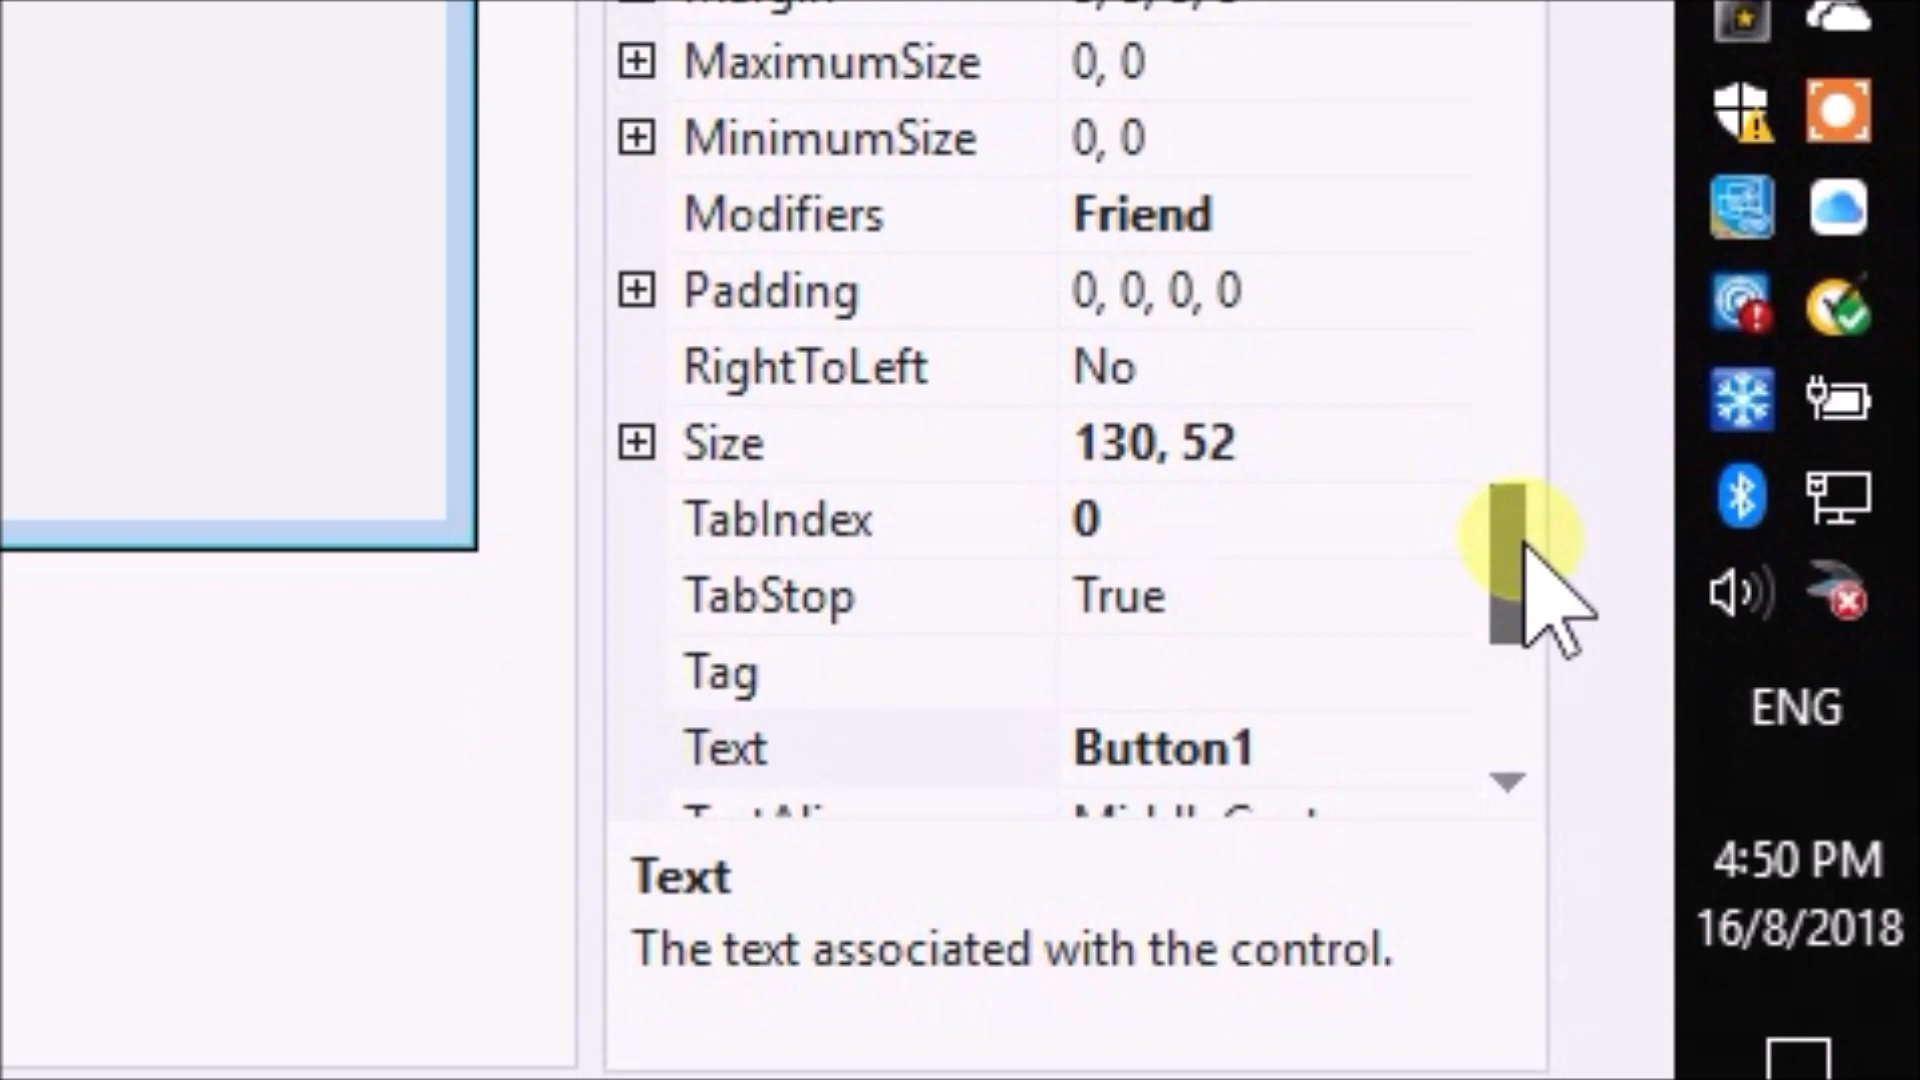 MaximumSize 0, 0
MinimumSize 0, 0
Modifiers Friend
Padding 0, 0, 0, 0
RightToLeft No
Size 130, 52
TabIndex 0
TabStop True
Tag
Text Button1
Text
The text associated with the control.
ENG
4:50 PM
16/8/2018